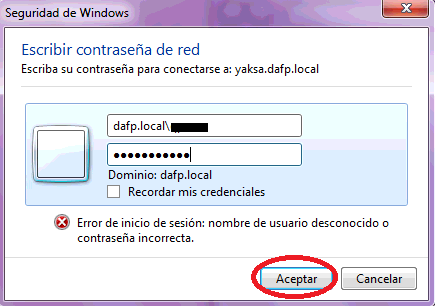 Seguridad de Windows
Escribir contraseña de red
Escriba su contraseña para conectarse a: yaksa.dafp.local
dafp.local\
●●●●●●●●●●●
Dominio: dafp.local
Recordar mis credenciales
Error de inicio de sesión: nombre de usuario desconocido o
contraseña incorrecta.
Aceptar
Cancelar